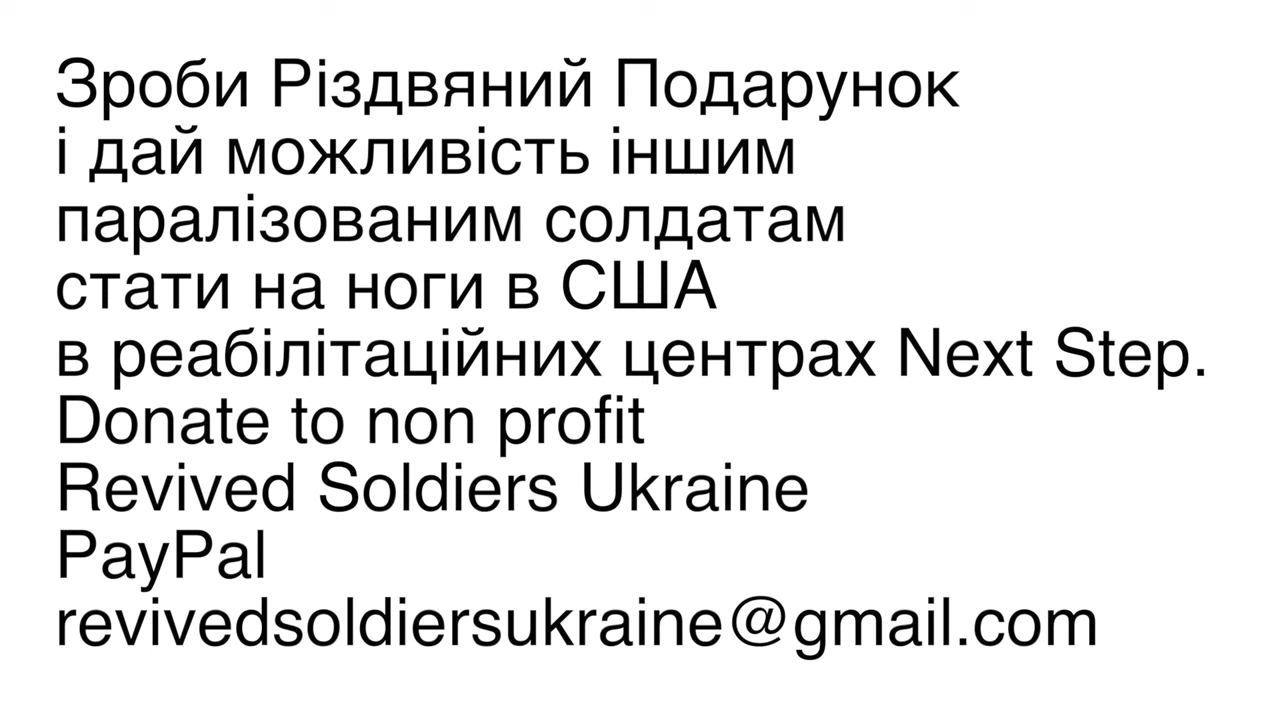 Зроби Різдвяний Подарунок
і дай можливість іншим
паралізованим солдатам
стати на ноги в США
в реабілітаційних центрах Next Step.
Donate to non profit
Revived Soldiers Ukraine
PayPal
revivedsoldiersukraine@gmail.com